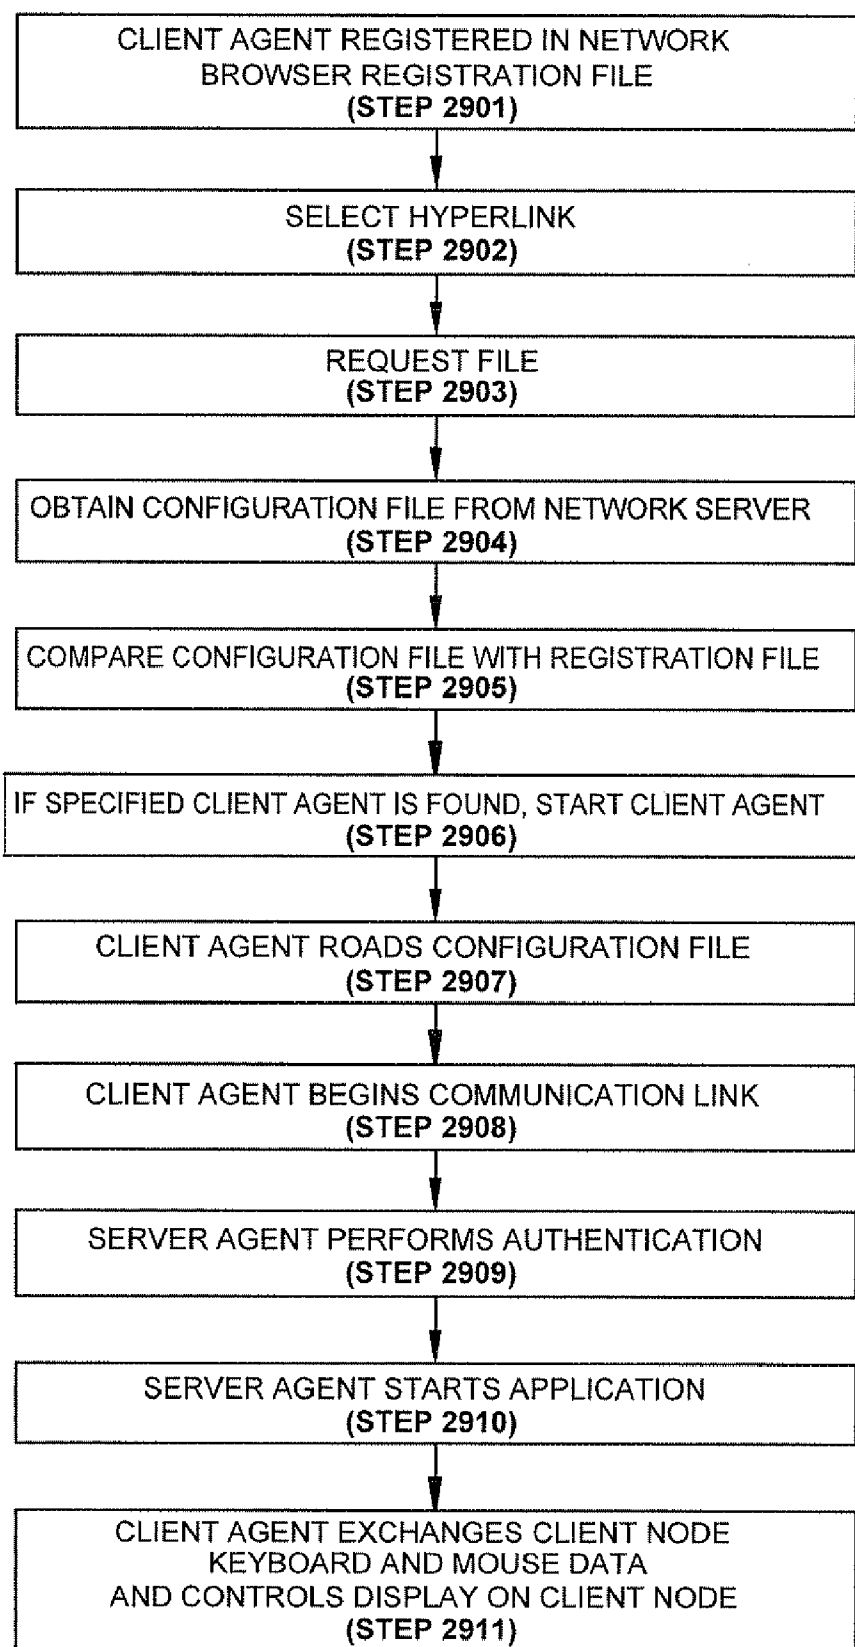 CLIENT AGENT REGISTERED IN NETWORK
BROWSER REGISTRATION FILE
(STEP 2901)
SELECT HYPERLINK
(STEP 2902)
REQUEST FILE
(STEP 2903)
OBTAIN CONFIGURATION FILE FROM NETWORK SERVER
(STEP 2904)
COMPARE CONFIGURATION FILE WITH REGISTRATION FILE
(STEP 2905)
IF SPECIFIED CLIENT AGENT IS FOUND, START CLIENT AGENT
(STEP 2906)
CLIENT AGENT ROADS CONFIGURATION FILE
(STEP 2907)
CLIENT AGENT BEGINS COMMUNICATION LINK
(STEP 2908)
SERVER AGENT PERFORMS AUTHENTICATION
(STEP 2909)
SERVER AGENT STARTS APPLICATION
(STEP 2910)
CLIENT AGENT EXCHANGES CLIENT NODE
KEYBOARD AND MOUSE DATA
AND CONTROLS DISPLAY ON CLIENT NODE
(STEP 2911)